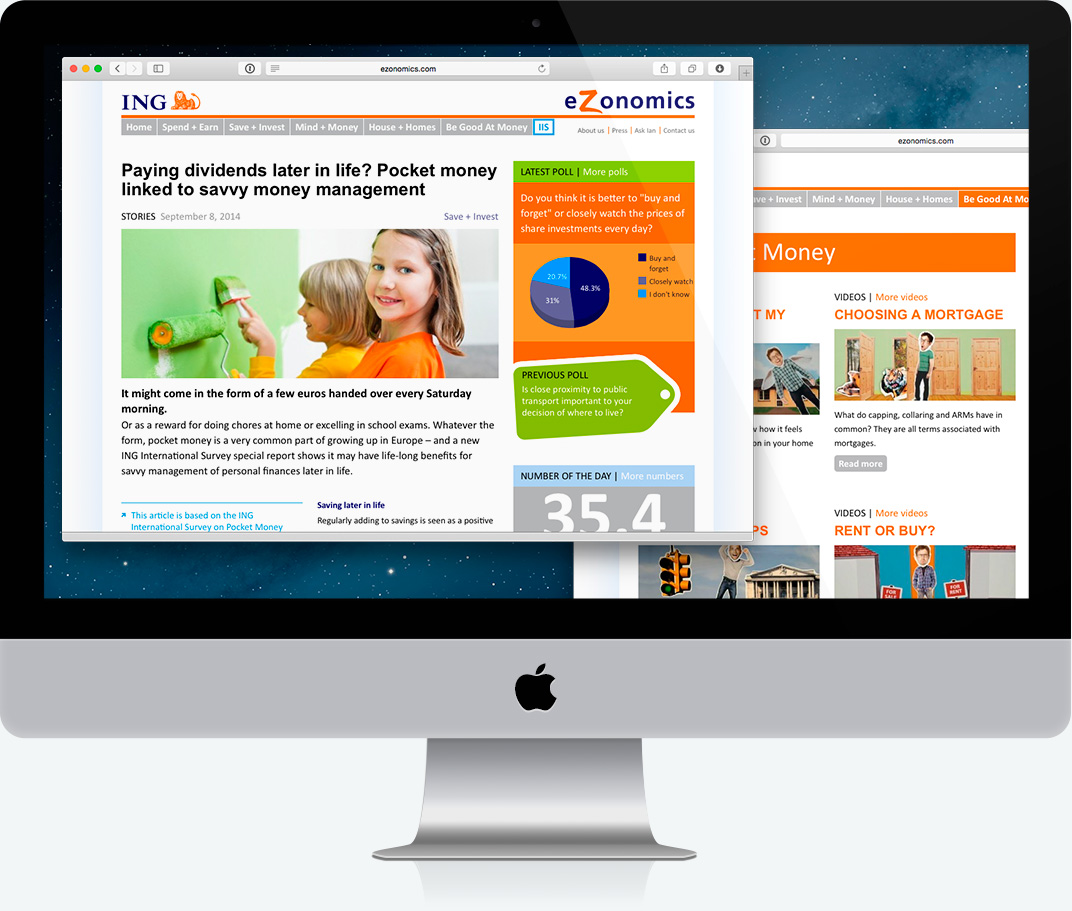 ezonomics.com
ING
eZonomics
Home
Spend + Earn
Save + Invest
Mind + Money
House + Homes
Be Good At Money
IIS
About us | Press | Ask Ian | Contact us
Paying dividends later in life? Pocket money
linked to savvy money management
STORIES September 8, 2014
Save + Invest
It might come in the form of a few euros handed over every Saturday
morning.
Or as a reward for doing chores at home or excelling in school exams. Whatever the
form, pocket money is a very common part of growing up in Europe – and a new
ING International Survey special report shows it may have life-long benefits for
savvy management of personal finances later in life.
This article is based on the ING
International Survey on Pocket Money
Saving later in life
Regularly adding to savings is seen as a positive
LATEST POLL | More polls
Do you think it is better to "buy and
forget" or closely watch the prices of
share investments every day?
20.7%
48.3%
31%
Buy and
forget
Closely watch
I don't know
PREVIOUS POLL
Is close proximity to public
transport important to your
decision of where to live?
NUMBER OF THE DAY | More numbers
35.4
ezonomics.com
ve + Invest
Mind + Money
House + Homes
Be Good At Mo
t Money
T MY
how it feels
on in your home
VIDEOS | More videos
CHOOSING A MORTGAGE
What do capping, collaring and ARMs have in
common? They are all terms associated with
mortgages.
Read more
PS
VIDEOS | More videos
RENT OR BUY?
FOR
SALE
FOR
RENT